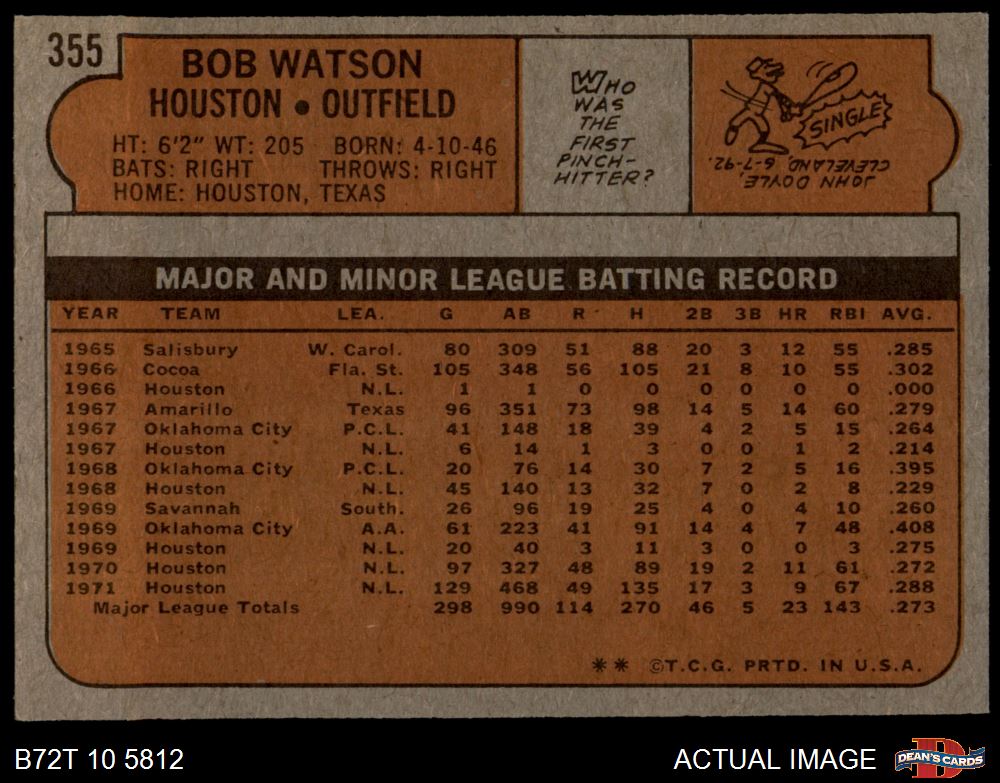 355
BOB WATSON
HOUSTON • OUTFIELD
HT: 6'2" WT: 205 BORN: 4-10-46
BATS: RIGHT THROWS: RIGHT
HOME: HOUSTON, TEXAS
WHO
WAS
THE
FIRST
PINCH-
HITTER?
SINGLE
JOHN DOYLE,
CLEVELAND, 6-7-92.
MAJOR AND MINOR LEAGUE BATTING RECORD
YEAR TEAM LEA. G AB R H 2B 3B HR RBI AVG.
1965 Salisbury W. Carol. 80 309 51 88 20 3 12 55 .285
1966 Cocoa Fla. St. 105 348 56 105 21 8 10 55 .302
1966 Houston N.L. 1 1 0 0 0 0 0 0 .000
1967 Amarillo Texas 96 351 73 98 14 5 14 60 .279
1967 Oklahoma City P.C.L. 41 148 18 39 4 2 5 15 .264
1967 Houston N.L. 6 14 1 3 0 0 1 2 .214
1968 Oklahoma City P.C.L. 20 76 14 30 7 2 5 16 .395
1968 Houston N.L. 45 140 13 32 7 0 2 8 .229
1969 Savannah South. 26 96 19 25 4 0 4 10 .260
1969 Oklahoma City A.A. 61 223 41 91 14 4 7 48 .408
1969 Houston N.L. 20 40 3 11 3 0 0 3 .275
1970 Houston N.L. 97 327 48 89 19 2 11 61 .272
1971 Houston N.L. 129 468 49 135 17 3 9 67 .288
Major League Totals 298 990 114 270 46 5 23 143 .273
** ©T.C.G. PRTD. IN U.S.A.
B72T 10 5812
ACTUAL IMAGE
D
DEAN'S CARDS